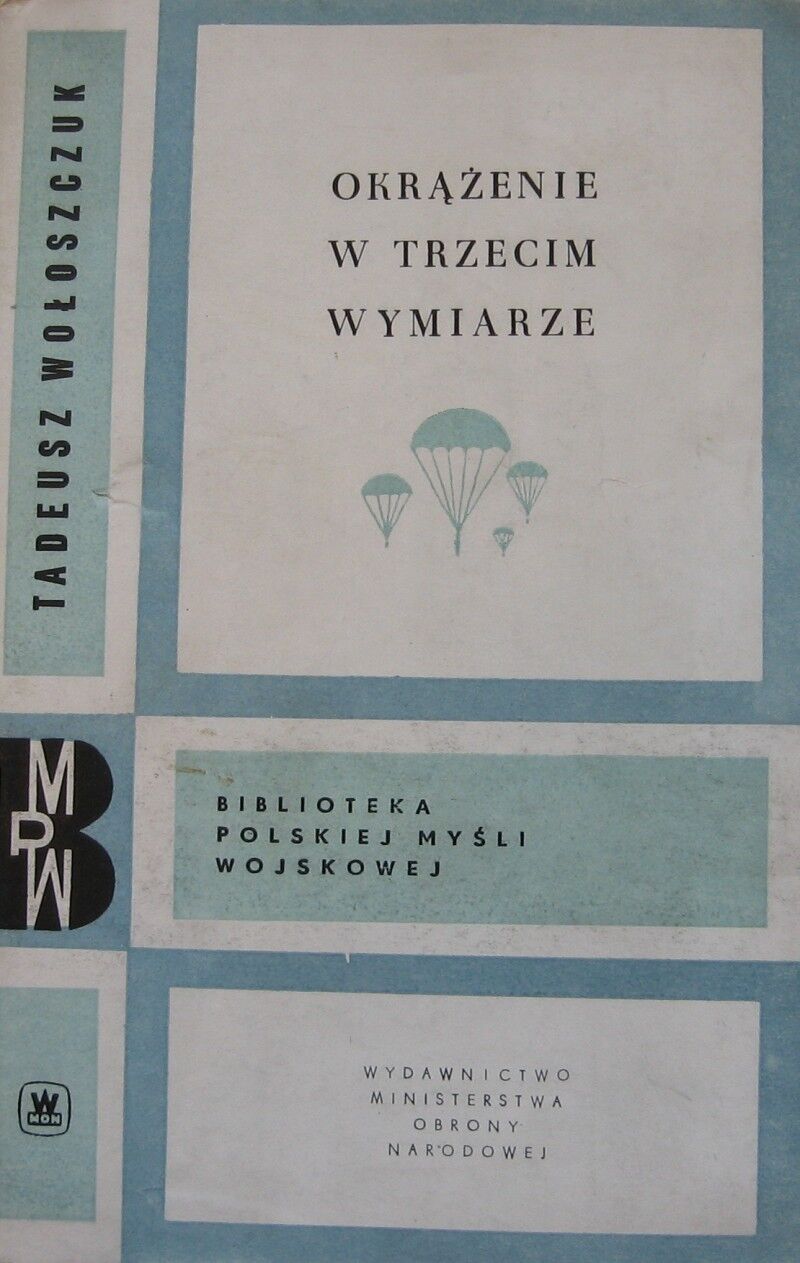 TADEUSZ WOŁOSZCZUK
OKRĄŻENIE
W TRZECIM
WYMIARZE
BPMW
BIBLIOTEKA
POLSKIEJ MYŚLI
WOJSKOWEJ
W
MON
WYDAWNICTWO
MINISTERSTWA
OBRONY
NARODOWEJ